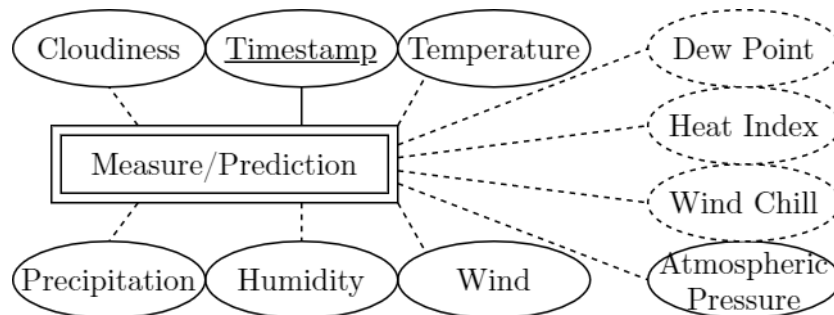 Cloudiness
Timestamp
Temperature
Dew Point
Heat Index
Measure/Prediction
Wind Chill
Precipitation
Humidity
Wind
Atmospheric
Pressure